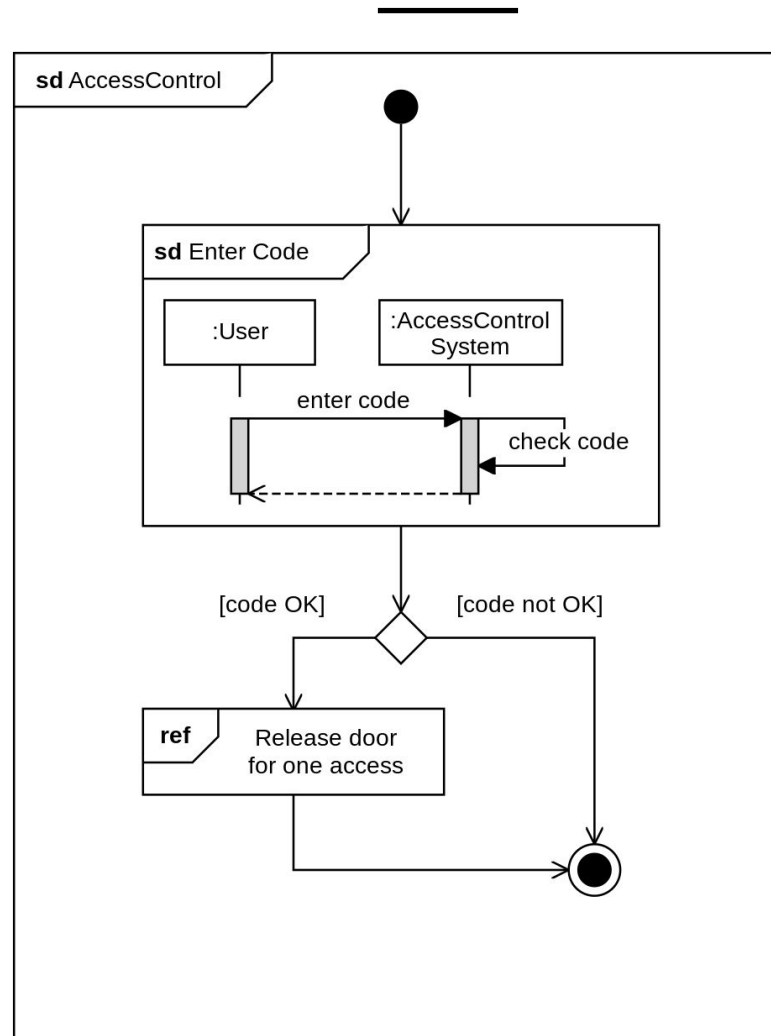 sd AccessControl
sd Enter Code
:User
:AccessControl
System
enter code
check code
[code OK]
[code not OK]
ref
Release door
for one access